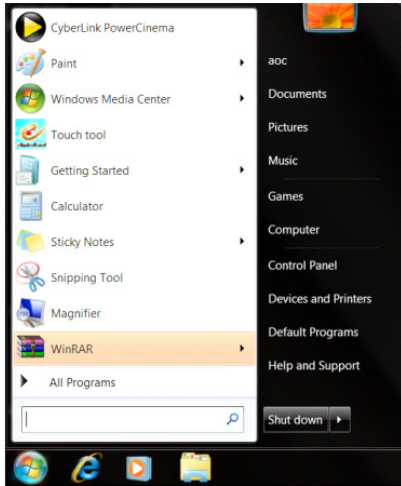 CyberLink PowerCinema
Paint
Windows Media Center
Touch tool
Getting Started
Calculator
Sticky Notes
Snipping Tool
Magnifier
WinRAR
All Programs
aoc
Documents
Pictures
Music
Games
Computer
Control Panel
Devices and Printers
Default Programs
Help and Support
Shut down